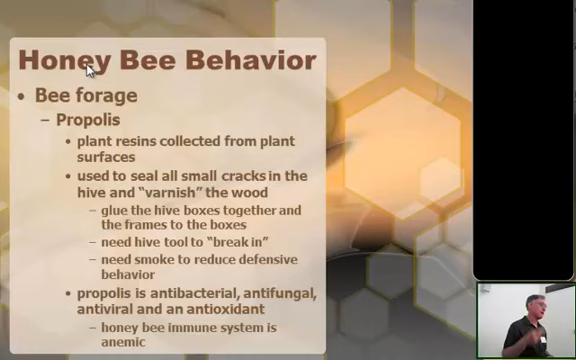 Honey Bee Behavior
• Bee forage
– Propolis
• plant resins collected from plant
surfaces
• used to seal all small cracks in the
hive and “varnish” the wood
– glue the hive boxes together and
the frames to the boxes
– need hive tool to “break in”
– need smoke to reduce defensive
behavior
• propolis is antibacterial, antifungal,
antiviral and an antioxidant
– honey bee immune system is
anemic